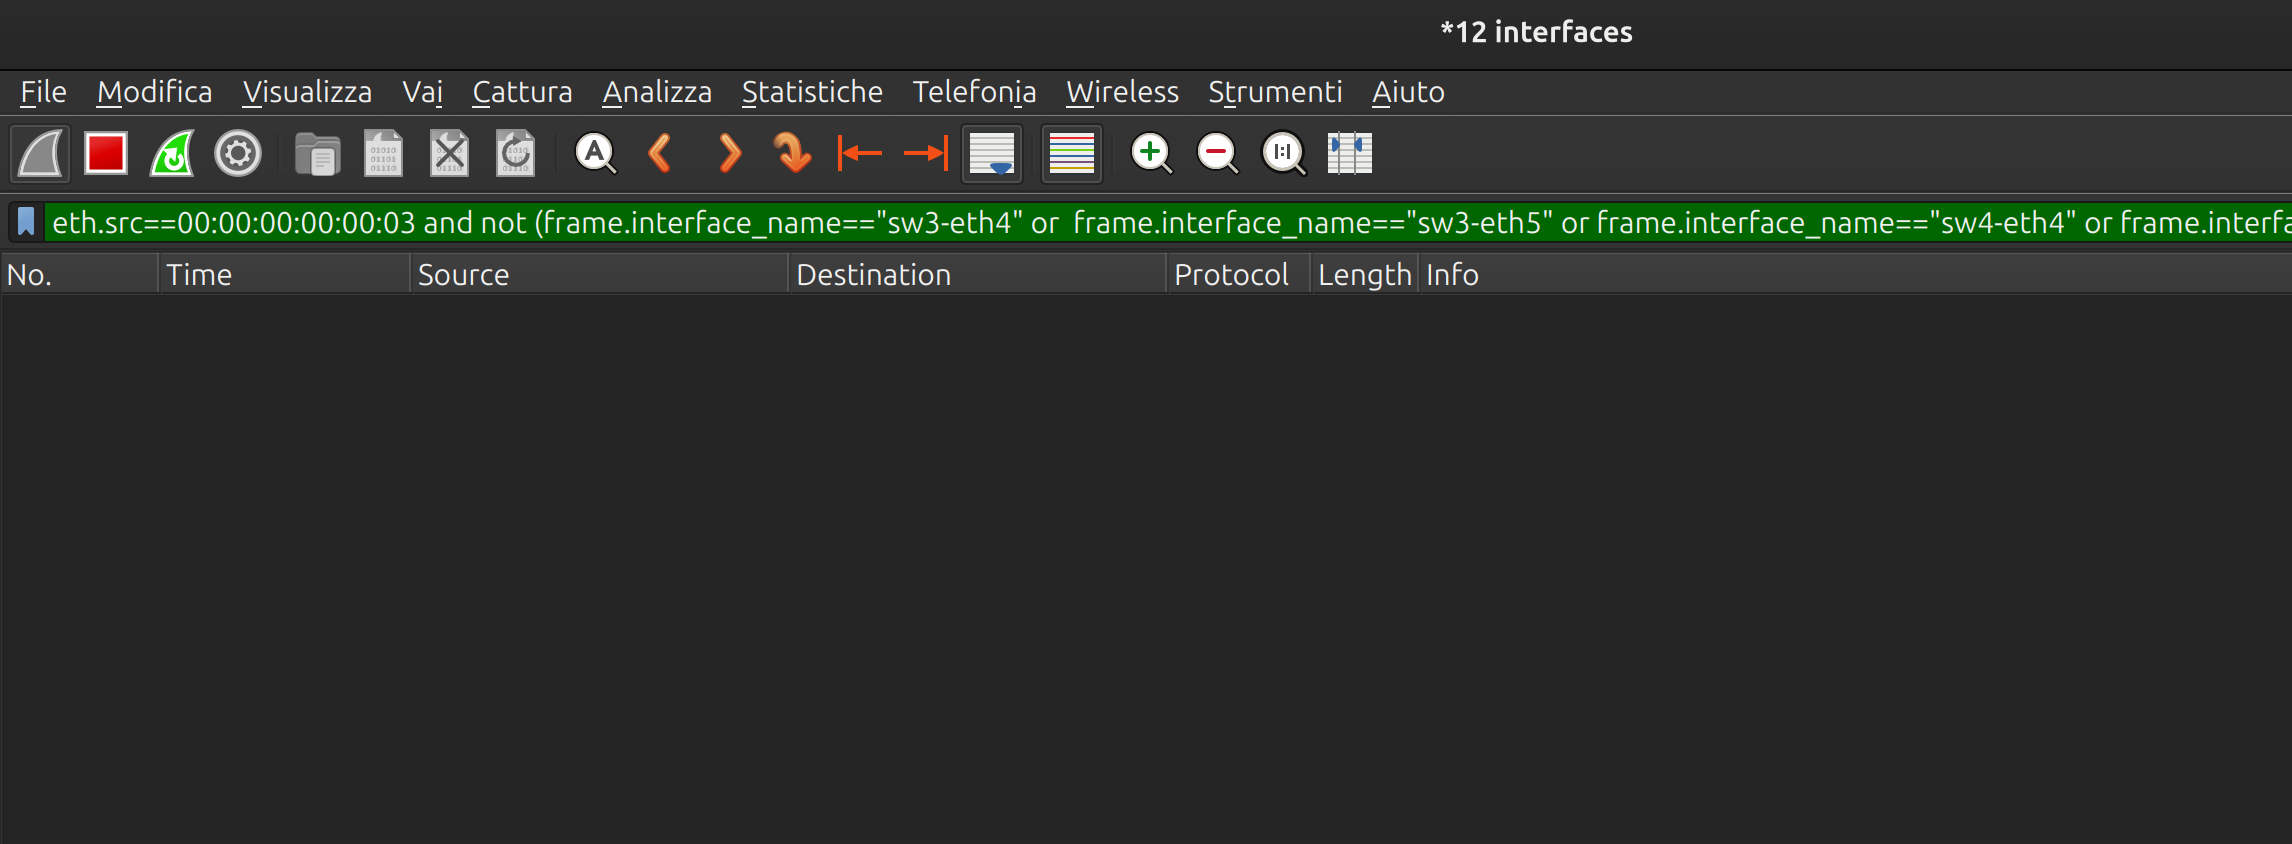 *12 interfaces
File Modifica Visualizza Vai Cattura Analizza Statistiche Telefonia Wireless Strumenti Aiuto
eth.src==00:00:00:00:00:03 and not (frame.interface_name=="sw3-eth4" or  frame.interface_name=="sw3-eth5" or frame.interface_name=="sw4-eth4" or frame.interfa
No. Time Source Destination Protocol Length Info